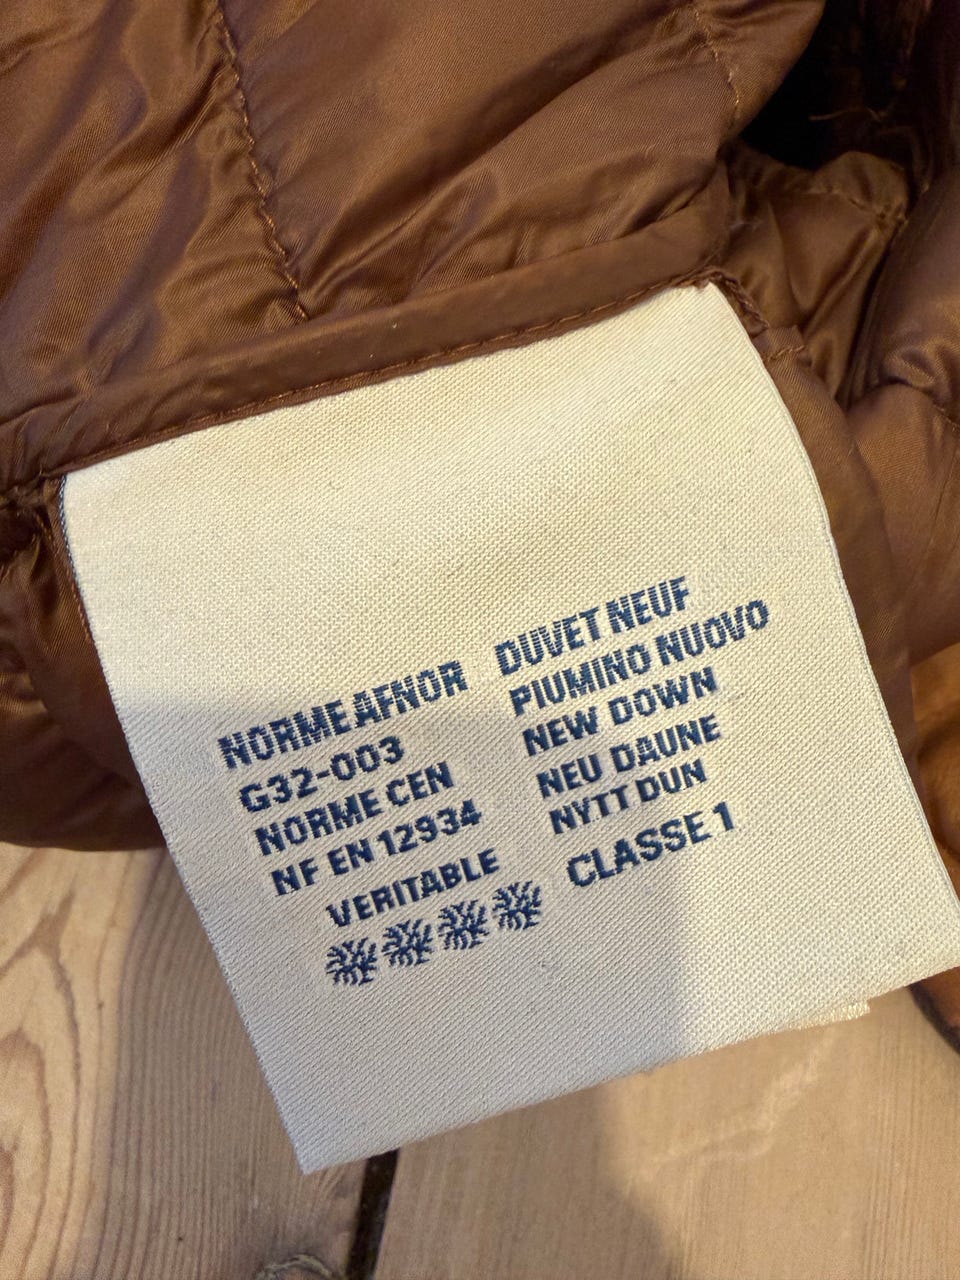 NORME AFNOR
G32-003
NORME CEN
NF EN 12934
VERITABLE
DUVET NEUF
PIUMINO NUOVO
NEW DOWN
NEU DAUNE
NYTT DUN
CLASSE 1